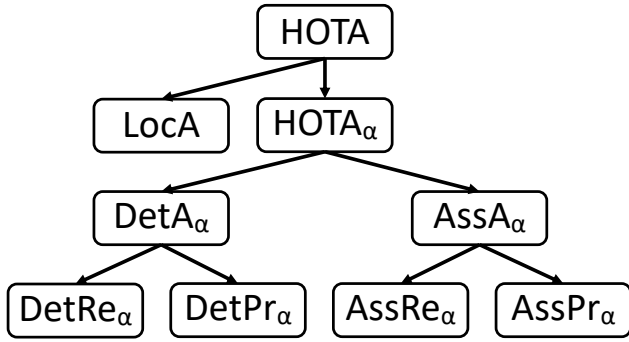 HOTA
LocA
HOTAα
DetAα
AssAα
DetReα
DetPrα
AssReα
AssPrα